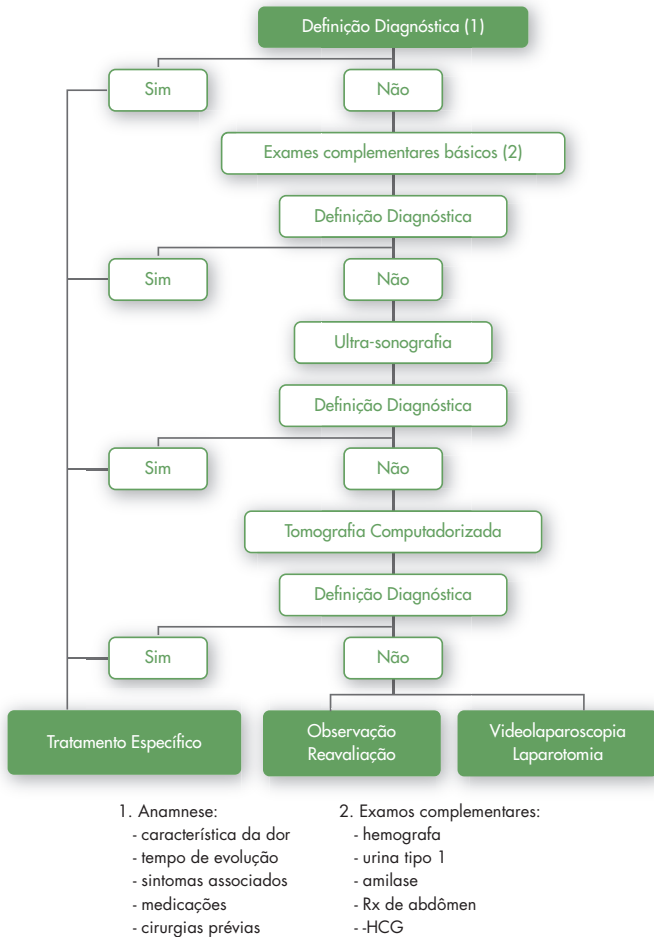 Definição Diagnóstica (1)
Sim
Não
Exames complementares básicos (2)
Definição Diagnóstica
Sim
Não
Ultra-sonografia
Definição Diagnóstica
Sim
Não
Tomografia Computadorizada
Definição Diagnóstica
Sim
Não
Tratamento Específico
Observação
Reavaliação
Videolaparoscopia
Laparotomia
1. Anamnese:
- característica da dor
- tempo de evolução
- sintomas associados
- medicações
- cirurgias prévias
2. Examos complementares:
- hemografa
- urina tipo 1
- amilase
- Rx de abdômen
- -HCG